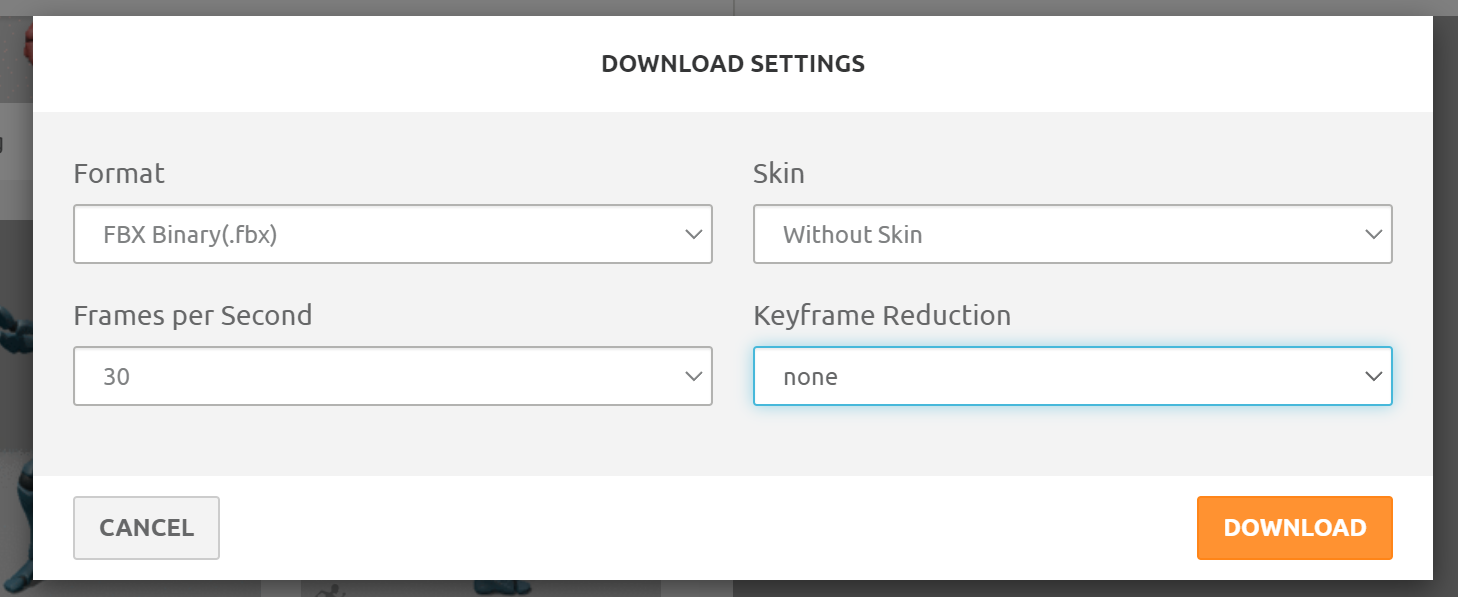 DOWNLOAD SETTINGS
Format
Skin
FBX Binary(.fbx)
Without Skin
Frames per Second
Keyframe Reduction
30
none
CANCEL
DOWNLOAD